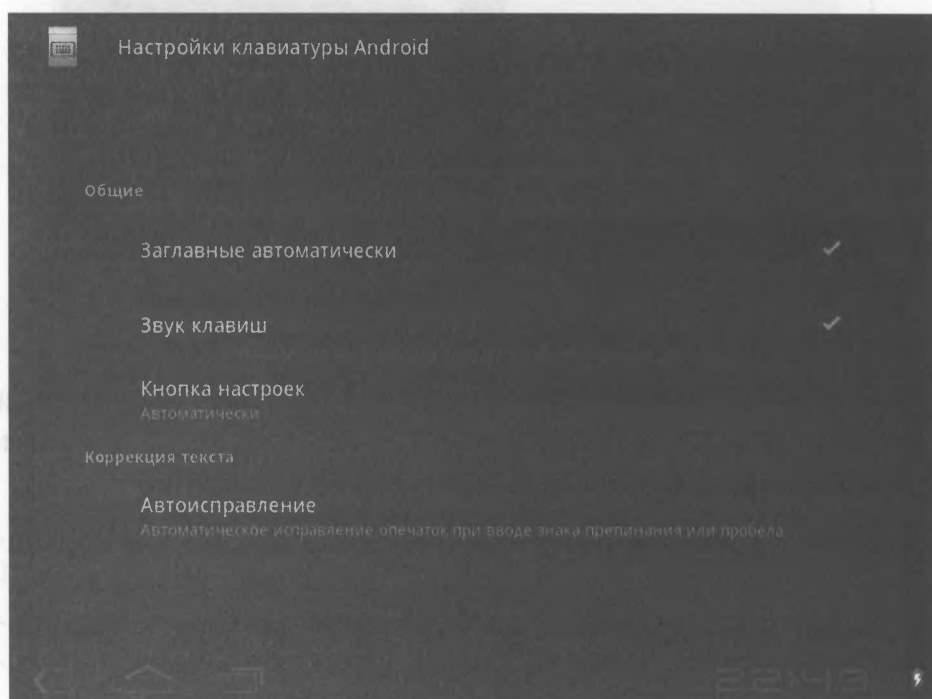 Настройки клавиатуры Android
Общие
Заглавные автоматически
Звук клавиш
Кнопка настроек
Автоматически
Коррекция текста
Автоисправление
Автоматическое исправление опечаток при вводе знака препинания или пробела
22:49